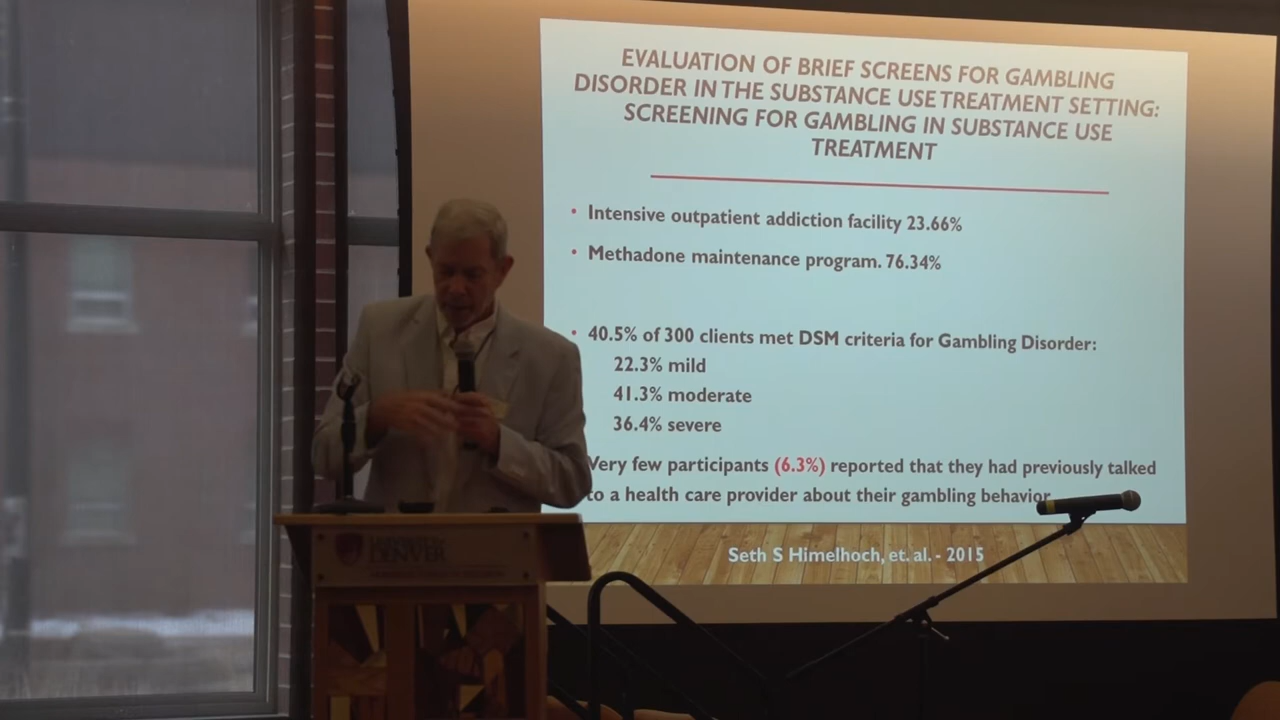 EVALUATION OF BRIEF SCREENS FOR GAMBLING
DISORDER IN THE SUBSTANCE USE TREATMENT SETTING:
SCREENING FOR GAMBLING IN SUBSTANCE USE
TREATMENT
• Intensive outpatient addiction facility 23.66%
• Methadone maintenance program. 76.34%
• 40.5% of 300 clients met DSM criteria for Gambling Disorder:
22.3% mild
41.3% moderate
36.4% severe
Very few participants (6.3%) reported that they had previously talked
to a health care provider about their gambling behavior
Seth S Himelhoch, et. al. - 2015
DENVER